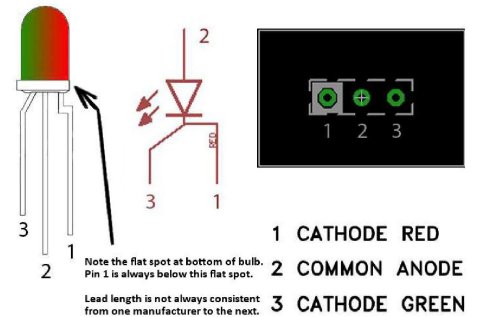 2
RED
3
1
1 2 3
3
2
1
Note the flat spot at bottom of bulb.
Pin 1 is always below this flat spot.
Lead length is not always consistent
from one manufacturer to the next.
1 CATHODE RED
2 COMMON ANODE
3 CATHODE GREEN